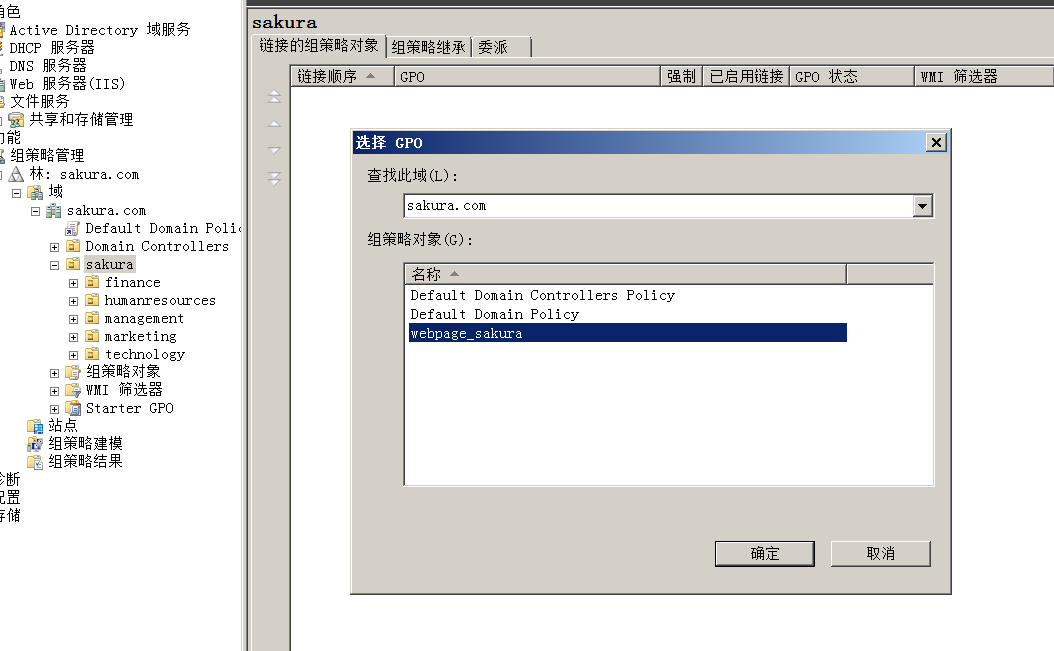 角色
Active Directory 域服务
DHCP 服务器
DNS 服务器
Web 服务器(IIS)
文件服务
共享和存储管理
功能
组策略管理
林: sakura.com
域
sakura.com
Default Domain Polic
Domain Controllers
sakura
finance
humanresources
management
marketing
technology
组策略对象
WMI 筛选器
Starter GPO
站点
组策略建模
组策略结果
诊断
配置
存储
sakura
链接的组策略对象 组策略继承 委派
链接顺序 GPO 强制 已启用链接 GPO 状态 WMI 筛选器
选择 GPO
查找此域(L):
sakura.com
组策略对象(G):
名称
Default Domain Controllers Policy
Default Domain Policy
webpage_sakura
确定 取消